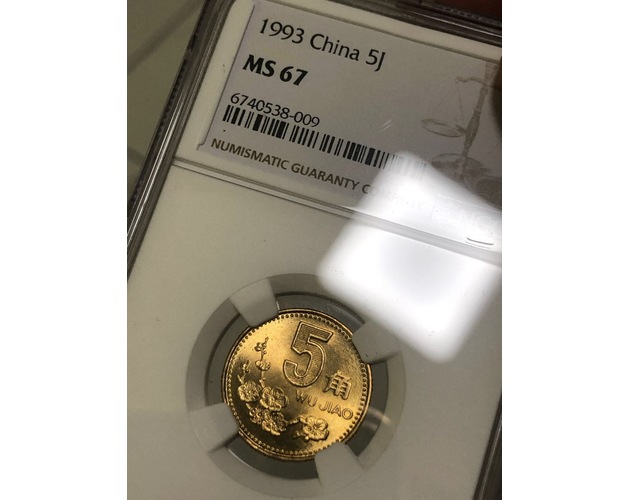 1993 China 5J
MS 67
6740538-009
NUMISMATIC GUARANTY
5 角
WU JIAO